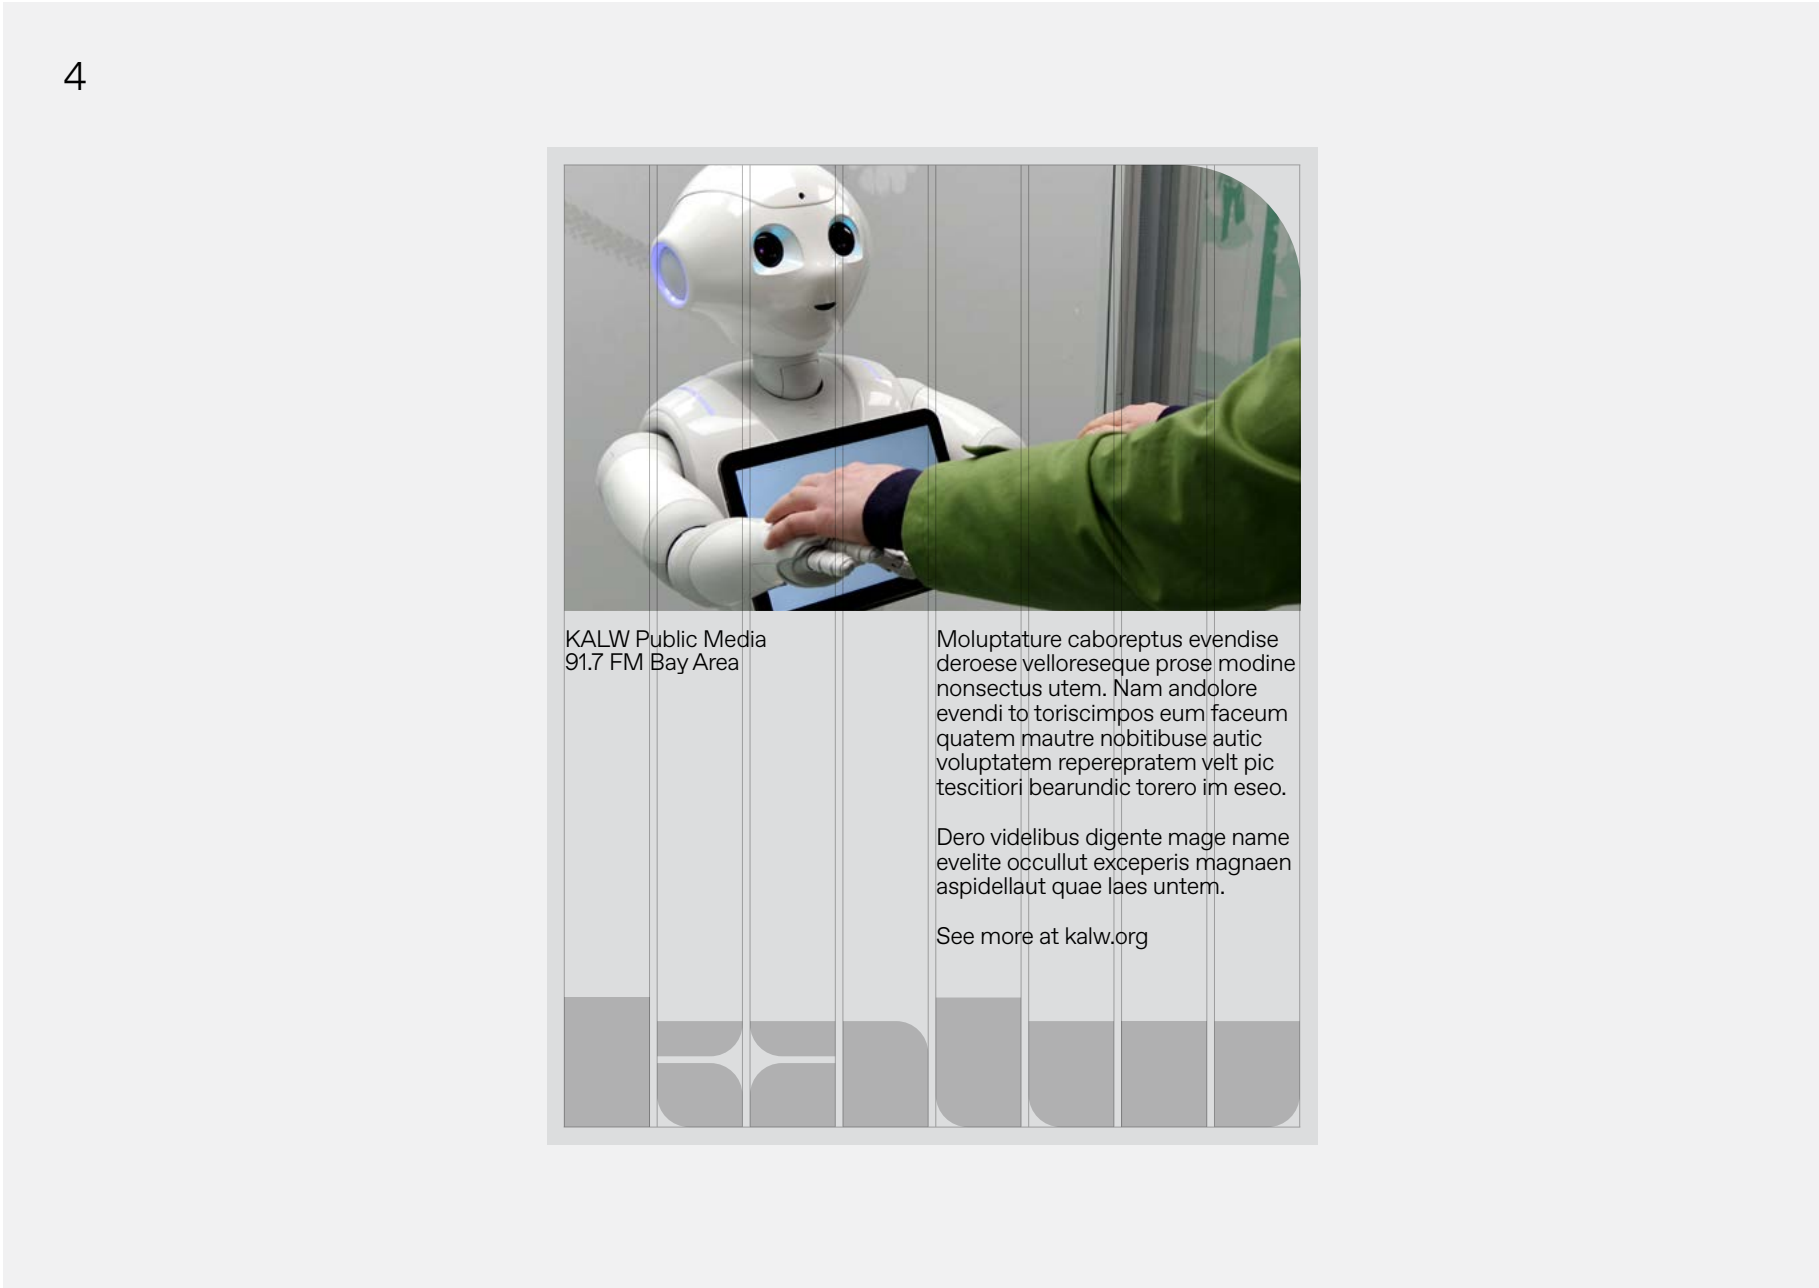 4
KALW Public Media
91.7 FM Bay Area
Moluptature caboreptus evendise
deroese velloreseque prose modine
nonsectus utem. Nam andolore
evendi to toriscimpos eum faceum
quatem mautre nobitibuse autic
voluptatem reperepratem velt pic
tescitiori bearundic torero im eseo.
Dero videlibus digente mage name
evelite occullut exceperis magnaen
aspidellaut quae laes untem.
See more at kalw.org